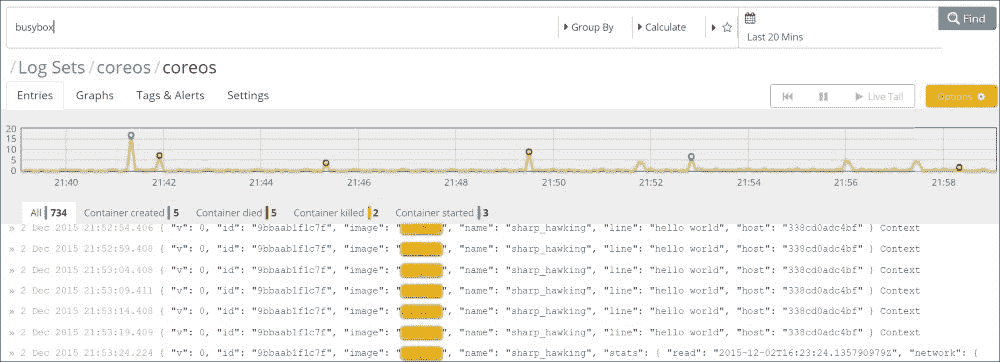 busybox
Group By
Calculate
Last 20 Mins
Find
/Log Sets/coreos/coreos
Entries Graphs Tags & Alerts Settings
Live Tail
Options
20
15
10
5
0
21:40 21:42 21:44 21:46 21:48 21:50 21:52 21:54 21:56 21:58
All 734 Container created 5 Container died 5 Container killed 2 Container started 3
» 2 Dec 2015 21:52:54.406 { "v": 0, "id": "9bbaab1f1c7f", "image": " ", "name": "sharp_hawking", "line": "hello world", "host": "338cd0adc4bf" } Context
» 2 Dec 2015 21:52:59.408 { "v": 0, "id": "9bbaab1f1c7f", "image": " ", "name": "sharp_hawking", "line": "hello world", "host": "338cd0adc4bf" } Context
» 2 Dec 2015 21:53:04.408 { "v": 0, "id": "9bbaab1f1c7f", "image": " ", "name": "sharp_hawking", "line": "hello world", "host": "338cd0adc4bf" } Context
» 2 Dec 2015 21:53:09.411 { "v": 0, "id": "9bbaab1f1c7f", "image": " ", "name": "sharp_hawking", "line": "hello world", "host": "338cd0adc4bf" } Context
» 2 Dec 2015 21:53:14.408 { "v": 0, "id": "9bbaab1f1c7f", "image": " ", "name": "sharp_hawking", "line": "hello world", "host": "338cd0adc4bf" } Context
» 2 Dec 2015 21:53:19.409 { "v": 0, "id": "9bbaab1f1c7f", "image": " ", "name": "sharp_hawking", "line": "hello world", "host": "338cd0adc4bf" } Context
» 2 Dec 2015 21:53:24.224 { "v": 0, "id": "9bbaab1f1c7f", "image": " ", "name": "sharp_hawking", "stats": { "read": "2015-12-02T16:23:24.135790979Z", "network": {